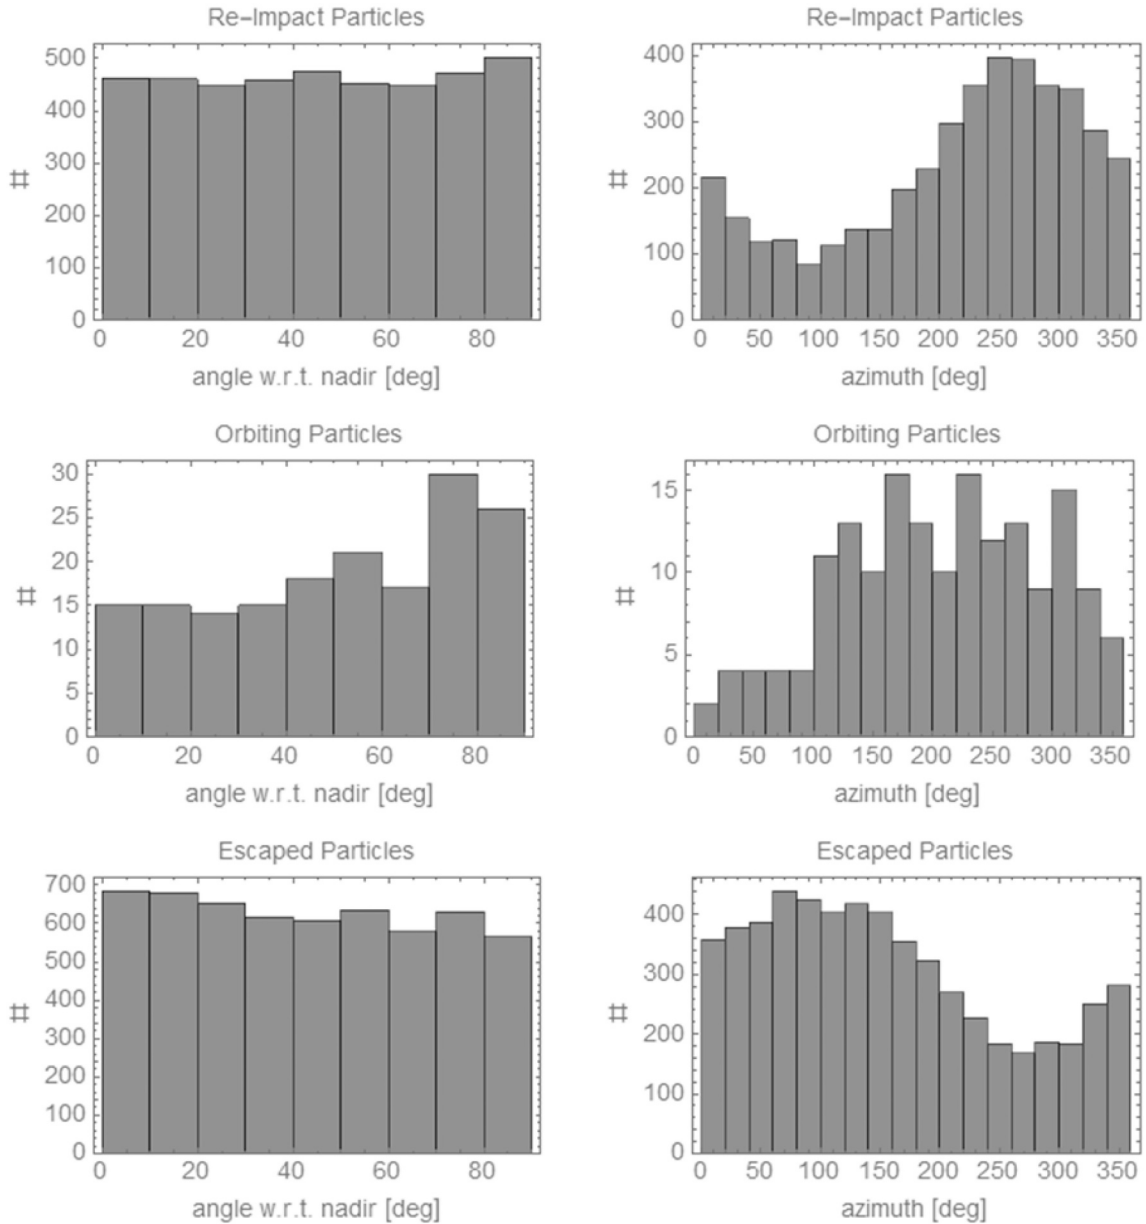 Re-Impact Particles
500
400
300
200
100
0
#
0 20 40 60 80
angle w.r.t. nadir [deg]
Re-Impact Particles
400
300
200
100
0
#
0 50 100 150 200 250 300 350
azimuth [deg]
Orbiting Particles
30
25
20
15
10
5
0
#
0 20 40 60 80
angle w.r.t. nadir [deg]
Orbiting Particles
15
10
5
0
#
0 50 100 150 200 250 300 350
azimuth [deg]
Escaped Particles
700
600
500
400
300
200
100
0
#
0 20 40 60 80
angle w.r.t. nadir [deg]
Escaped Particles
400
300
200
100
0
#
0 50 100 150 200 250 300 350
azimuth [deg]